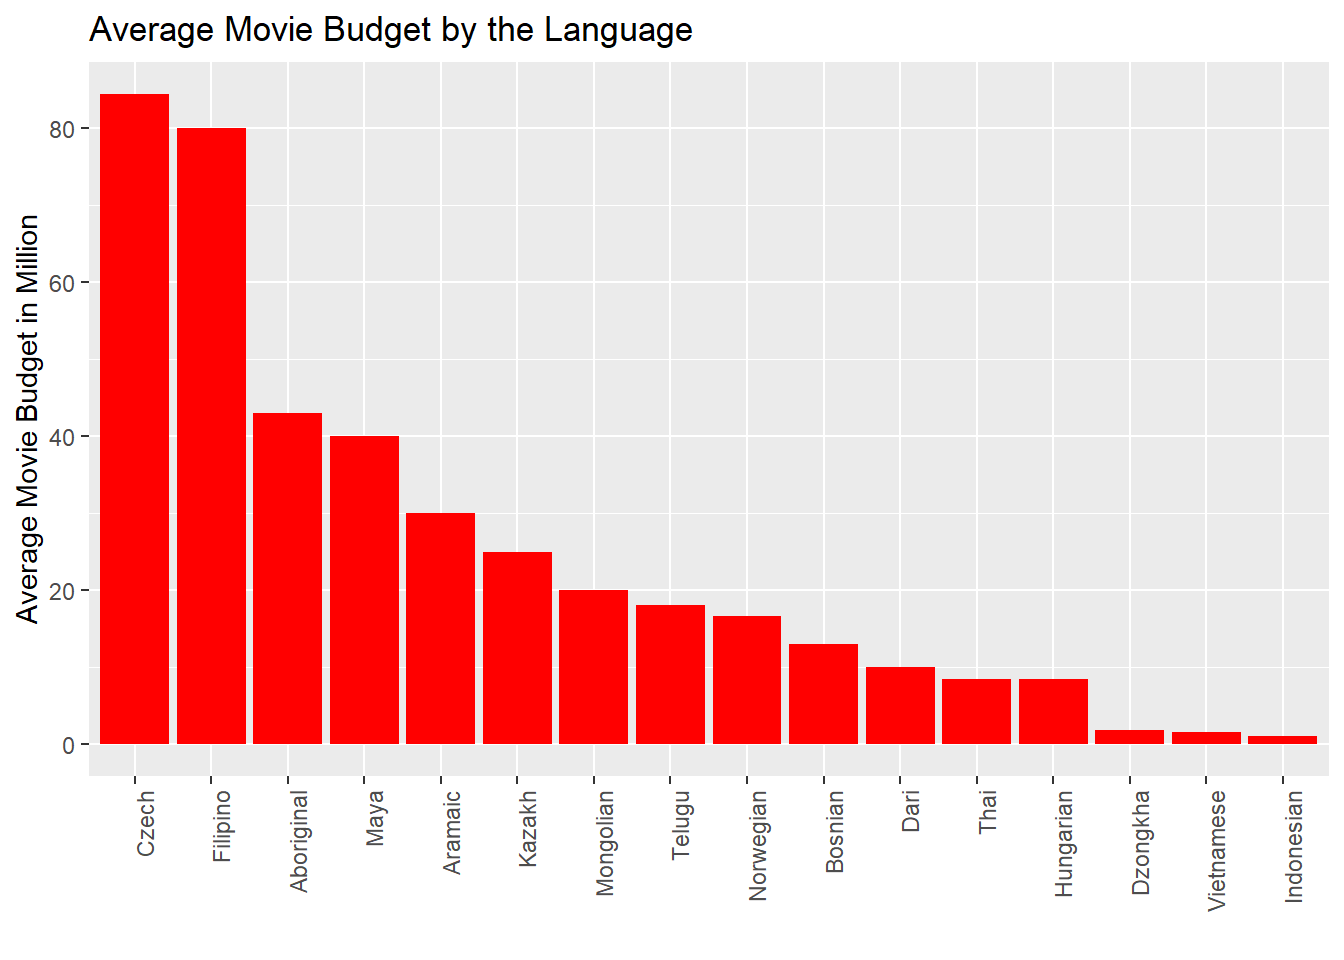 Average Movie Budget by the Language
Average Movie Budget in Million
80
60
40
20
0
Czech
Filipino
Aboriginal
Maya
Aramaic
Kazakh
Mongolian
Telugu
Norwegian
Bosnian
Dari
Thai
Hungarian
Dzongkha
Vietnamese
Indonesian